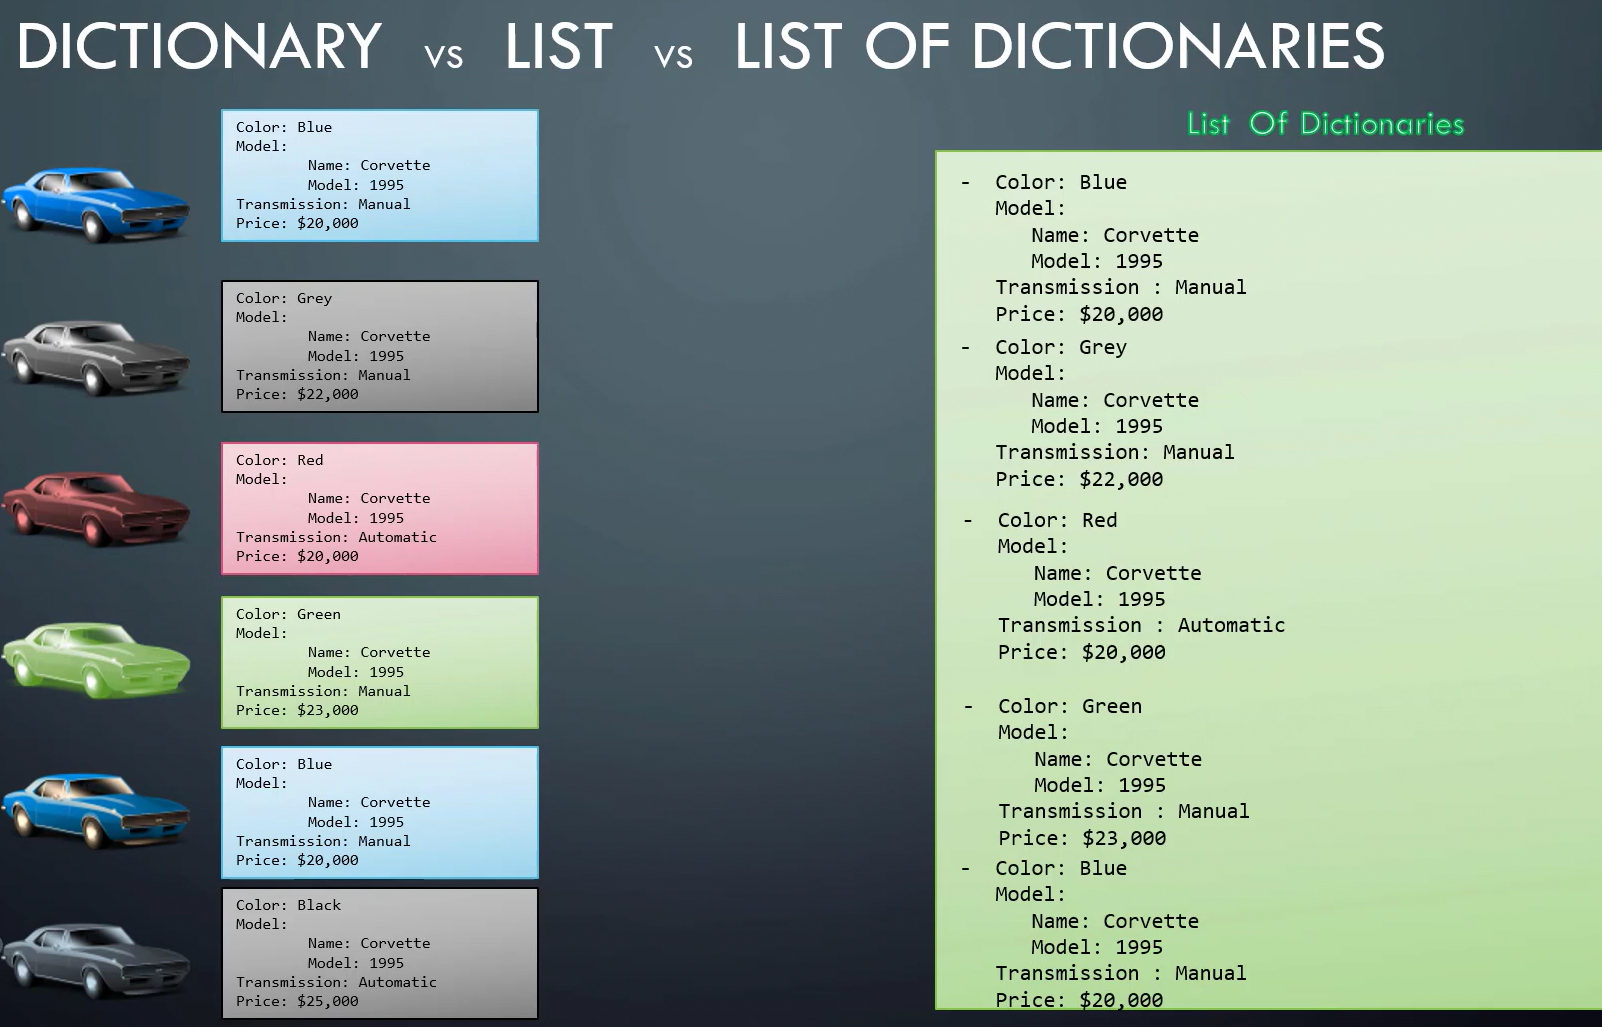 DICTIONARY vs LIST vs LIST OF DICTIONARIES
Color: Blue
Model:
Name: Corvette
Model: 1995
Transmission: Manual
Price: $20,000
Color: Grey
Model:
Name: Corvette
Model: 1995
Transmission: Manual
Price: $22,000
Color: Red
Model:
Name: Corvette
Model: 1995
Transmission: Automatic
Price: $20,000
Color: Green
Model:
Name: Corvette
Model: 1995
Transmission: Manual
Price: $23,000
Color: Blue
Model:
Name: Corvette
Model: 1995
Transmission: Manual
Price: $20,000
Color: Black
Model:
Name: Corvette
Model: 1995
Transmission: Automatic
Price: $25,000
List Of Dictionaries
- Color: Blue
Model:
Name: Corvette
Model: 1995
Transmission : Manual
Price: $20,000
- Color: Grey
Model:
Name: Corvette
Model: 1995
Transmission: Manual
Price: $22,000
- Color: Red
Model:
Name: Corvette
Model: 1995
Transmission : Automatic
Price: $20,000
- Color: Green
Model:
Name: Corvette
Model: 1995
Transmission : Manual
Price: $23,000
- Color: Blue
Model:
Name: Corvette
Model: 1995
Transmission : Manual
Price: $20,000